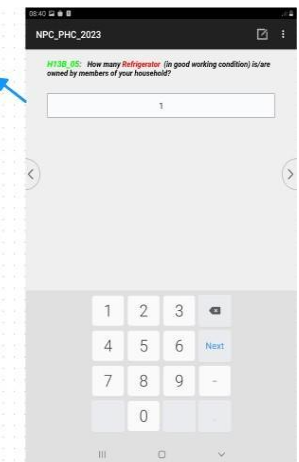 08:40
NPC_PHC_2023
H13B_05: How many Refrigerator (in good working condition) is/are
owned by members of your household?
1
1 2 3
4 5 6 Next
7 8 9 -
0 .